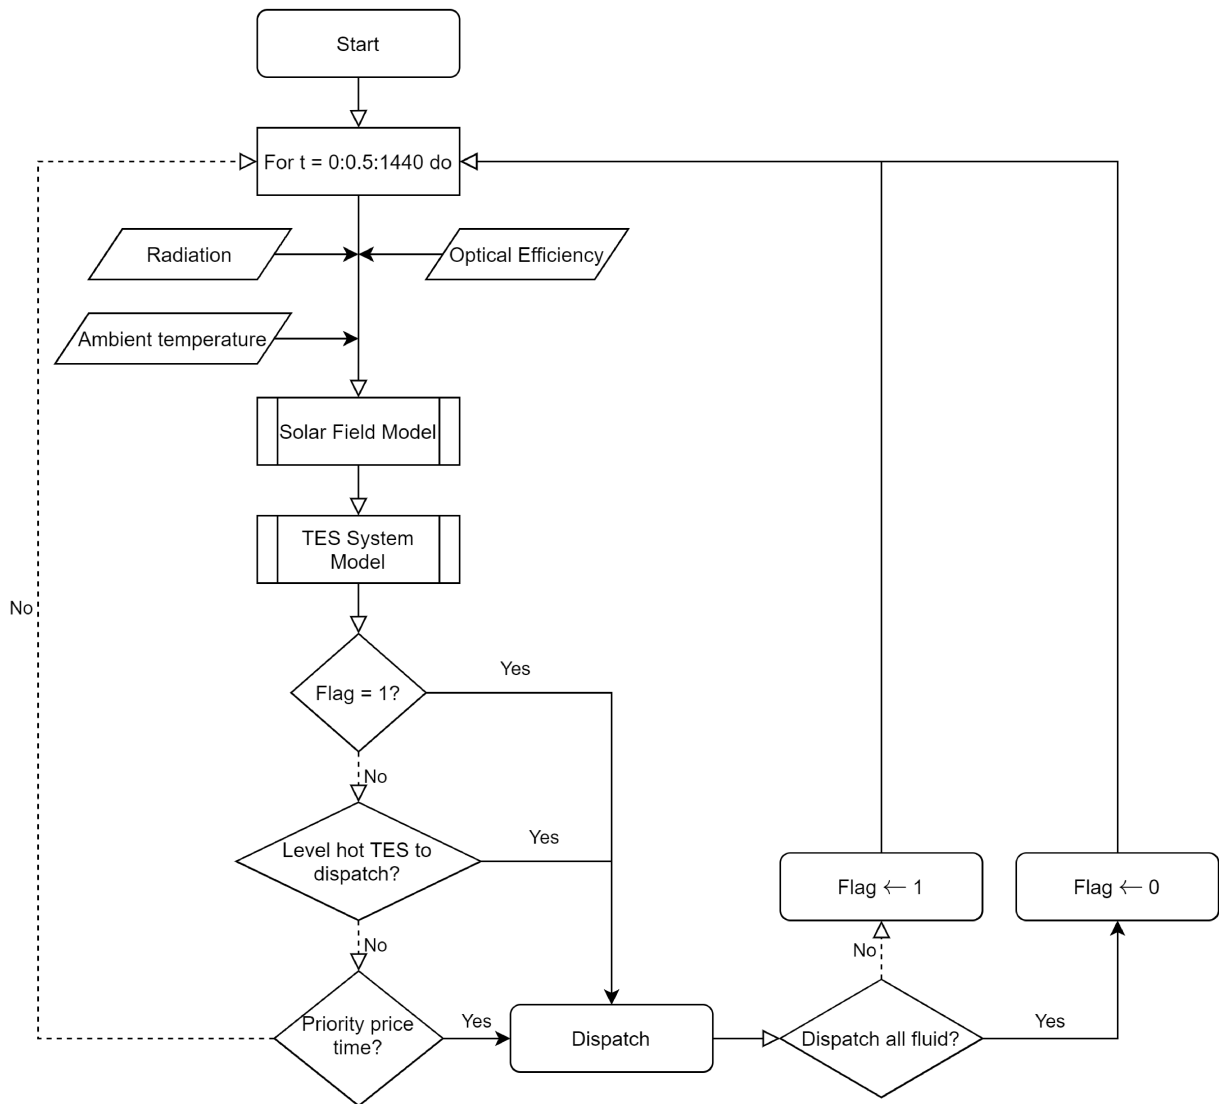 Start
For t = 0:0.5:1440 do
Radiation
Optical Efficiency
Ambient temperature
Solar Field Model
TES System
Model
No
Flag = 1?
Yes
No
Level hot TES to
dispatch?
Yes
No
Priority price
time?
Yes
Dispatch
Dispatch all fluid?
No
Yes
Flag ← 1
Flag ← 0